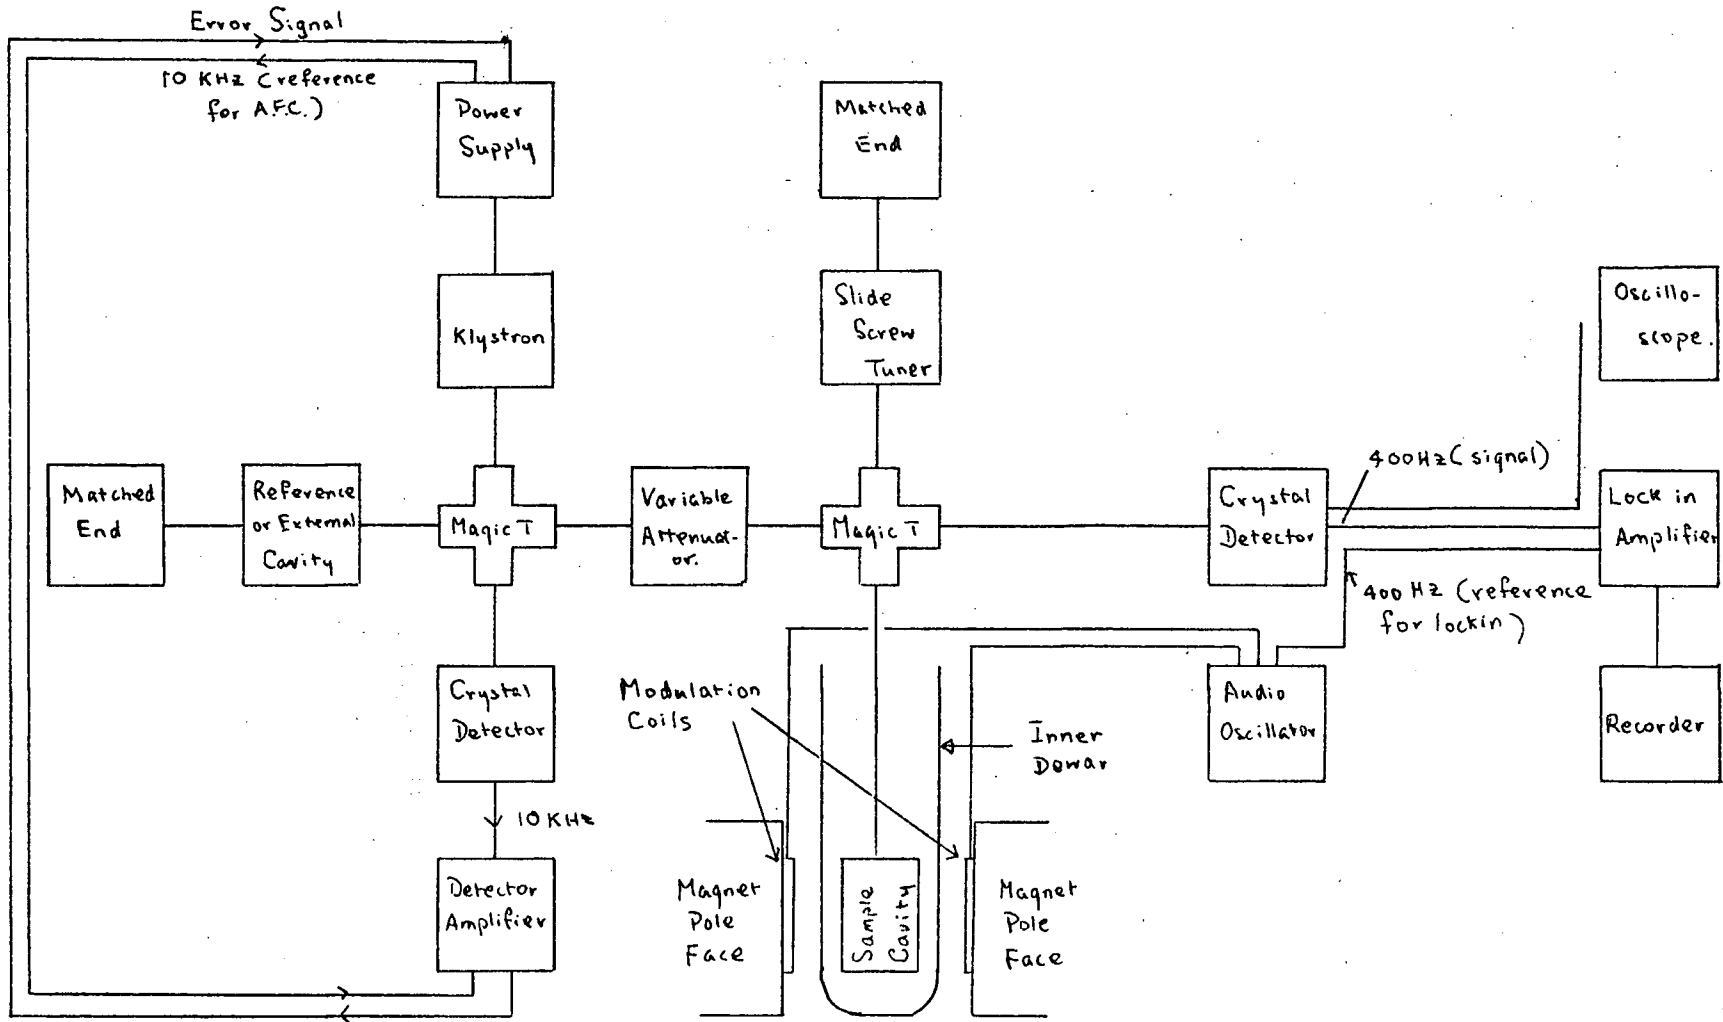 Error Signal
10 KHz (reference
for A.F.C.)
Power
Supply
Matched
End
Klystron
Slide
Screw
Tuner
Oscillo-
scope.
Matched
End
Reference
or External
Cavity
Magic T
Variable
Attenuat-
or.
Magic T
Crystal
Detector
400Hz (signal)
Lock in
Amplifier
400 Hz (reference
for lockin)
Crystal
Detector
Modulation
Coils
Inner
Dewar
Audio
Oscillator
Recorder
10 KHz
Detector
Amplifier
Magnet
Pole
Face
Sample
Cavity
Magnet
Pole
Face